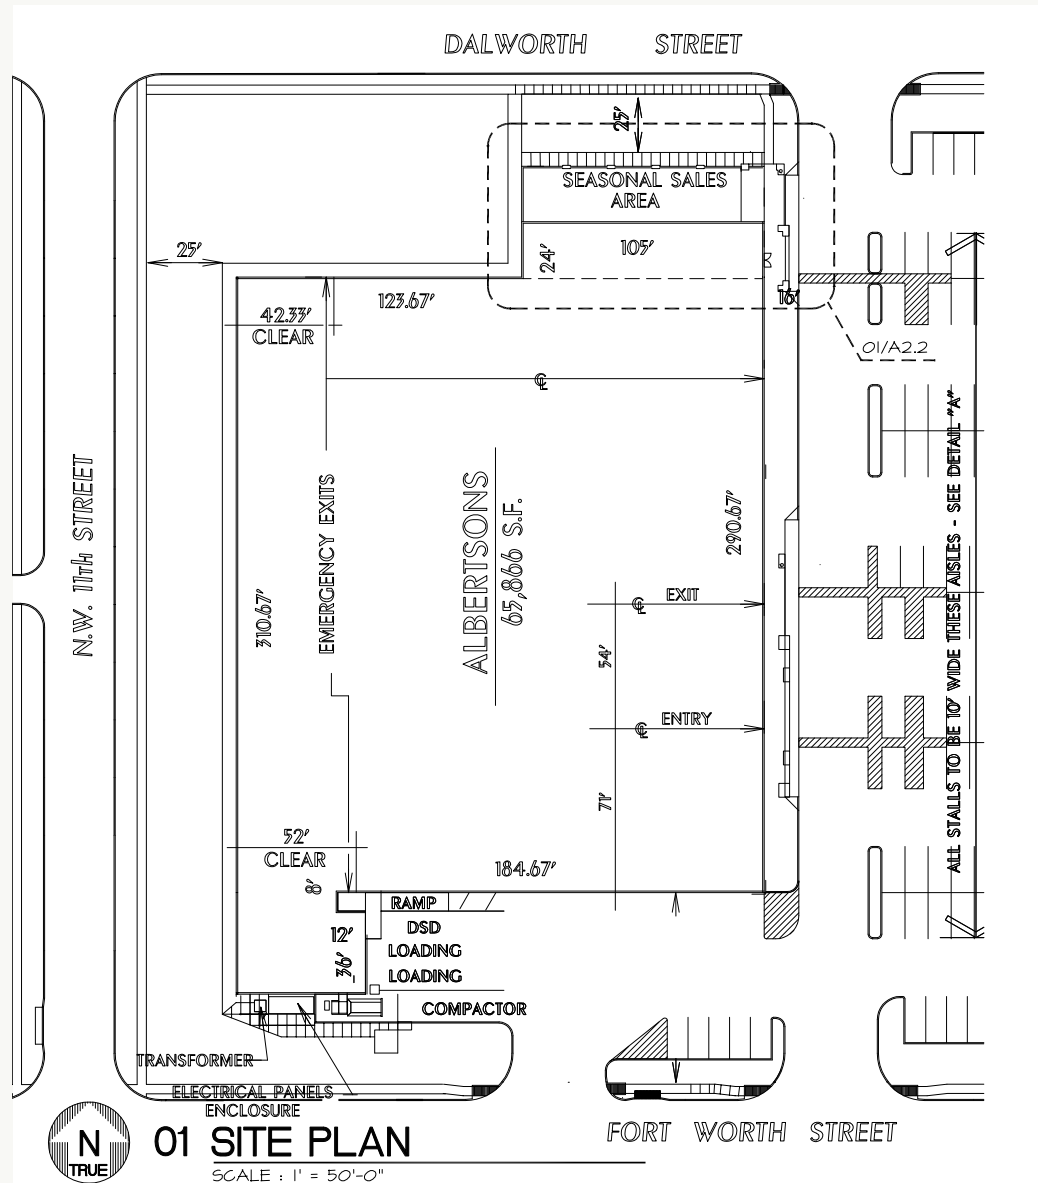 DALWORTH STREET
25'
SEASONAL SALES
AREA
25'
24'
105'
123.67'
16'
42.33'
CLEAR
01/A2.2
℄
N.W. 11TH STREET
EMERGENCY EXITS
310.67'
ALBERTSONS
65,866 S.F.
290.67'
ALL STALLS TO BE 10' WIDE THESE AISLES - SEE DETAIL "A"
EXIT
℄
54'
ENTRY
℄
71'
52'
CLEAR
8'
184.67'
RAMP
DSD
12'
LOADING
36'
LOADING
COMPACTOR
TRANSFORMER
ELECTRICAL PANELS
ENCLOSURE
FORT WORTH STREET
N
TRUE
01 SITE PLAN
SCALE : 1' = 50'-0"